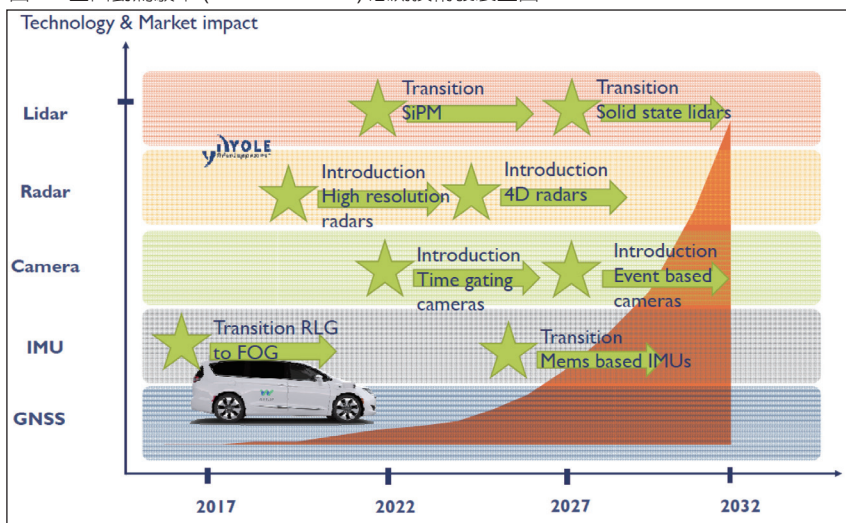 Technology & Market impact
Lidar
Transition
SiPM
Transition
Solid state lidars
YOLE
Développement
Radar
Introduction
High resolution
radars
Introduction
4D radars
Camera
Introduction
Time gating
cameras
Introduction
Event based
cameras
IMU
Transition RLG
to FOG
Transition
Mems based IMUs
GNSS
2017
2022
2027
2032